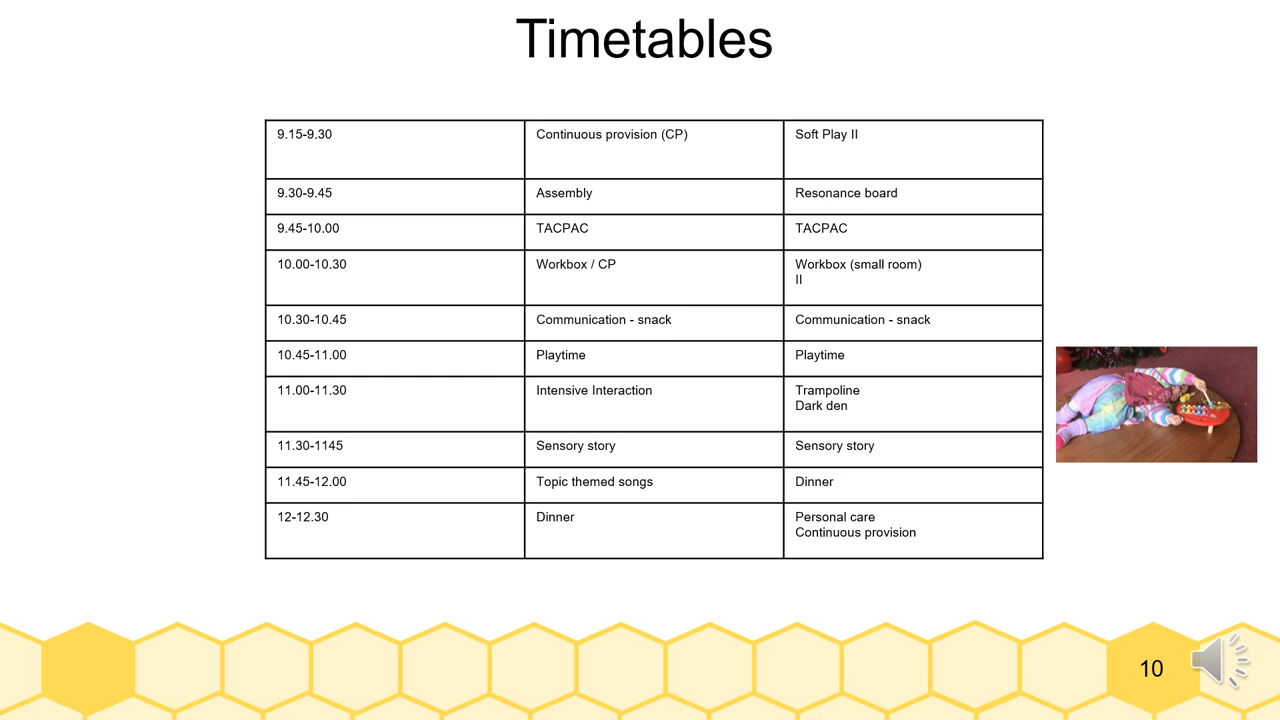 Timetables
9.15-9.30 Continuous provision (CP) Soft Play II
9.30-9.45 Assembly Resonance board
9.45-10.00 TACPAC TACPAC
10.00-10.30 Workbox / CP Workbox (small room)
II
10.30-10.45 Communication - snack Communication - snack
10.45-11.00 Playtime Playtime
11.00-11.30 Intensive Interaction Trampoline
Dark den
11.30-1145 Sensory story Sensory story
11.45-12.00 Topic themed songs Dinner
12-12.30 Dinner Personal care
Continuous provision
10